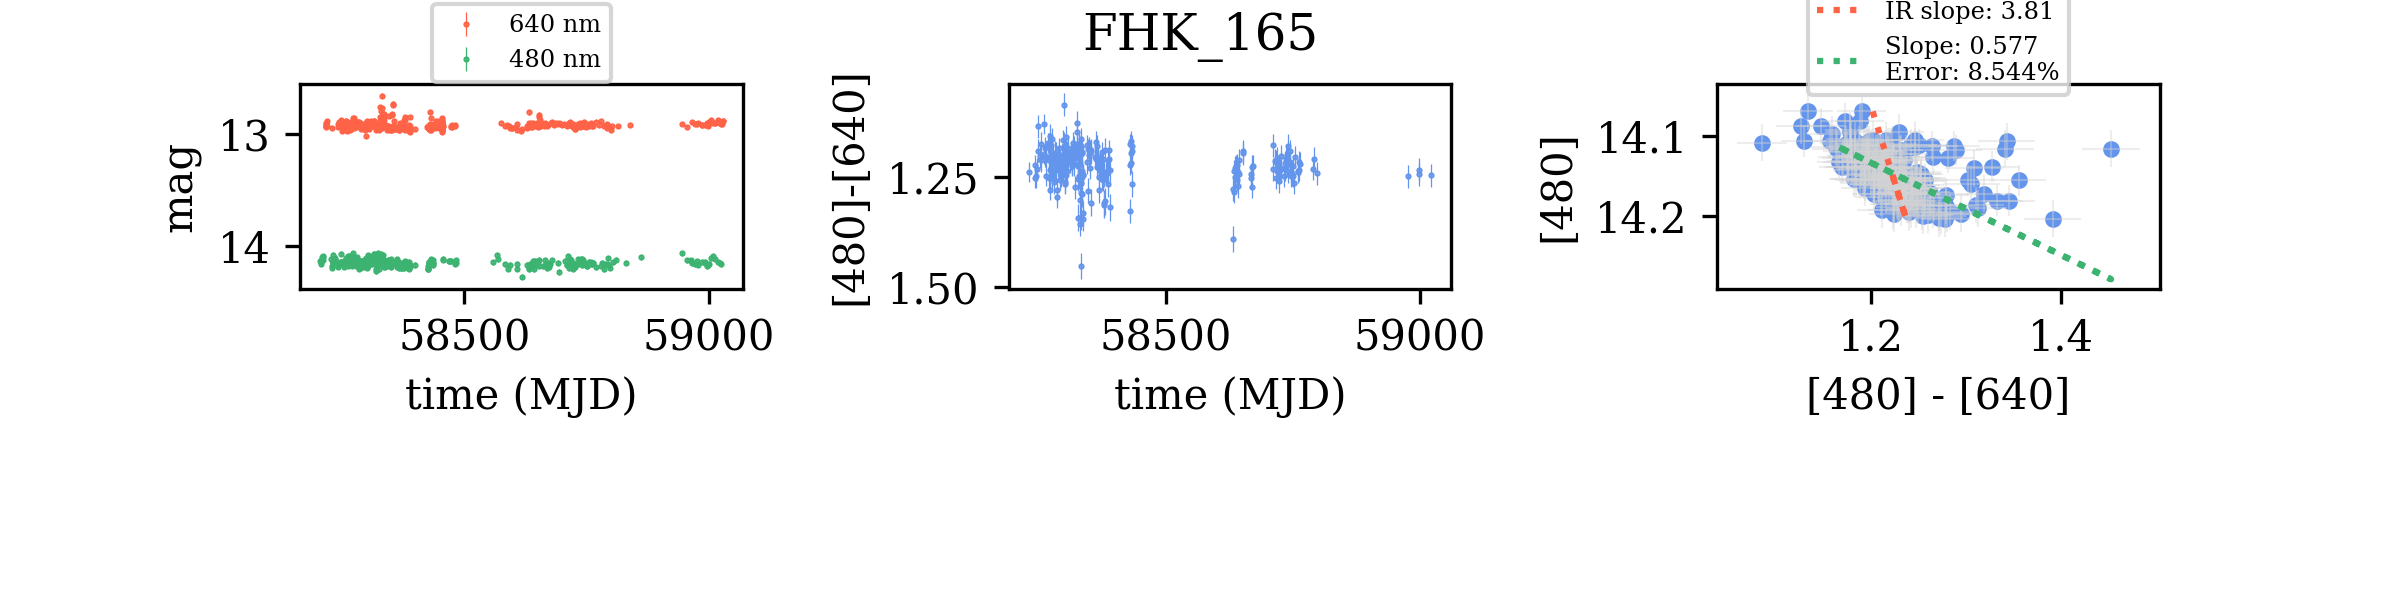 640 nm
480 nm
mag
13
14
58500
59000
time (MJD)
FHK_165
[480]-[640]
1.25
1.50
58500
59000
time (MJD)
IR slope: 3.81
Slope: 0.577
Error: 8.544%
[480]
14.1
14.2
1.2
1.4
[480] - [640]